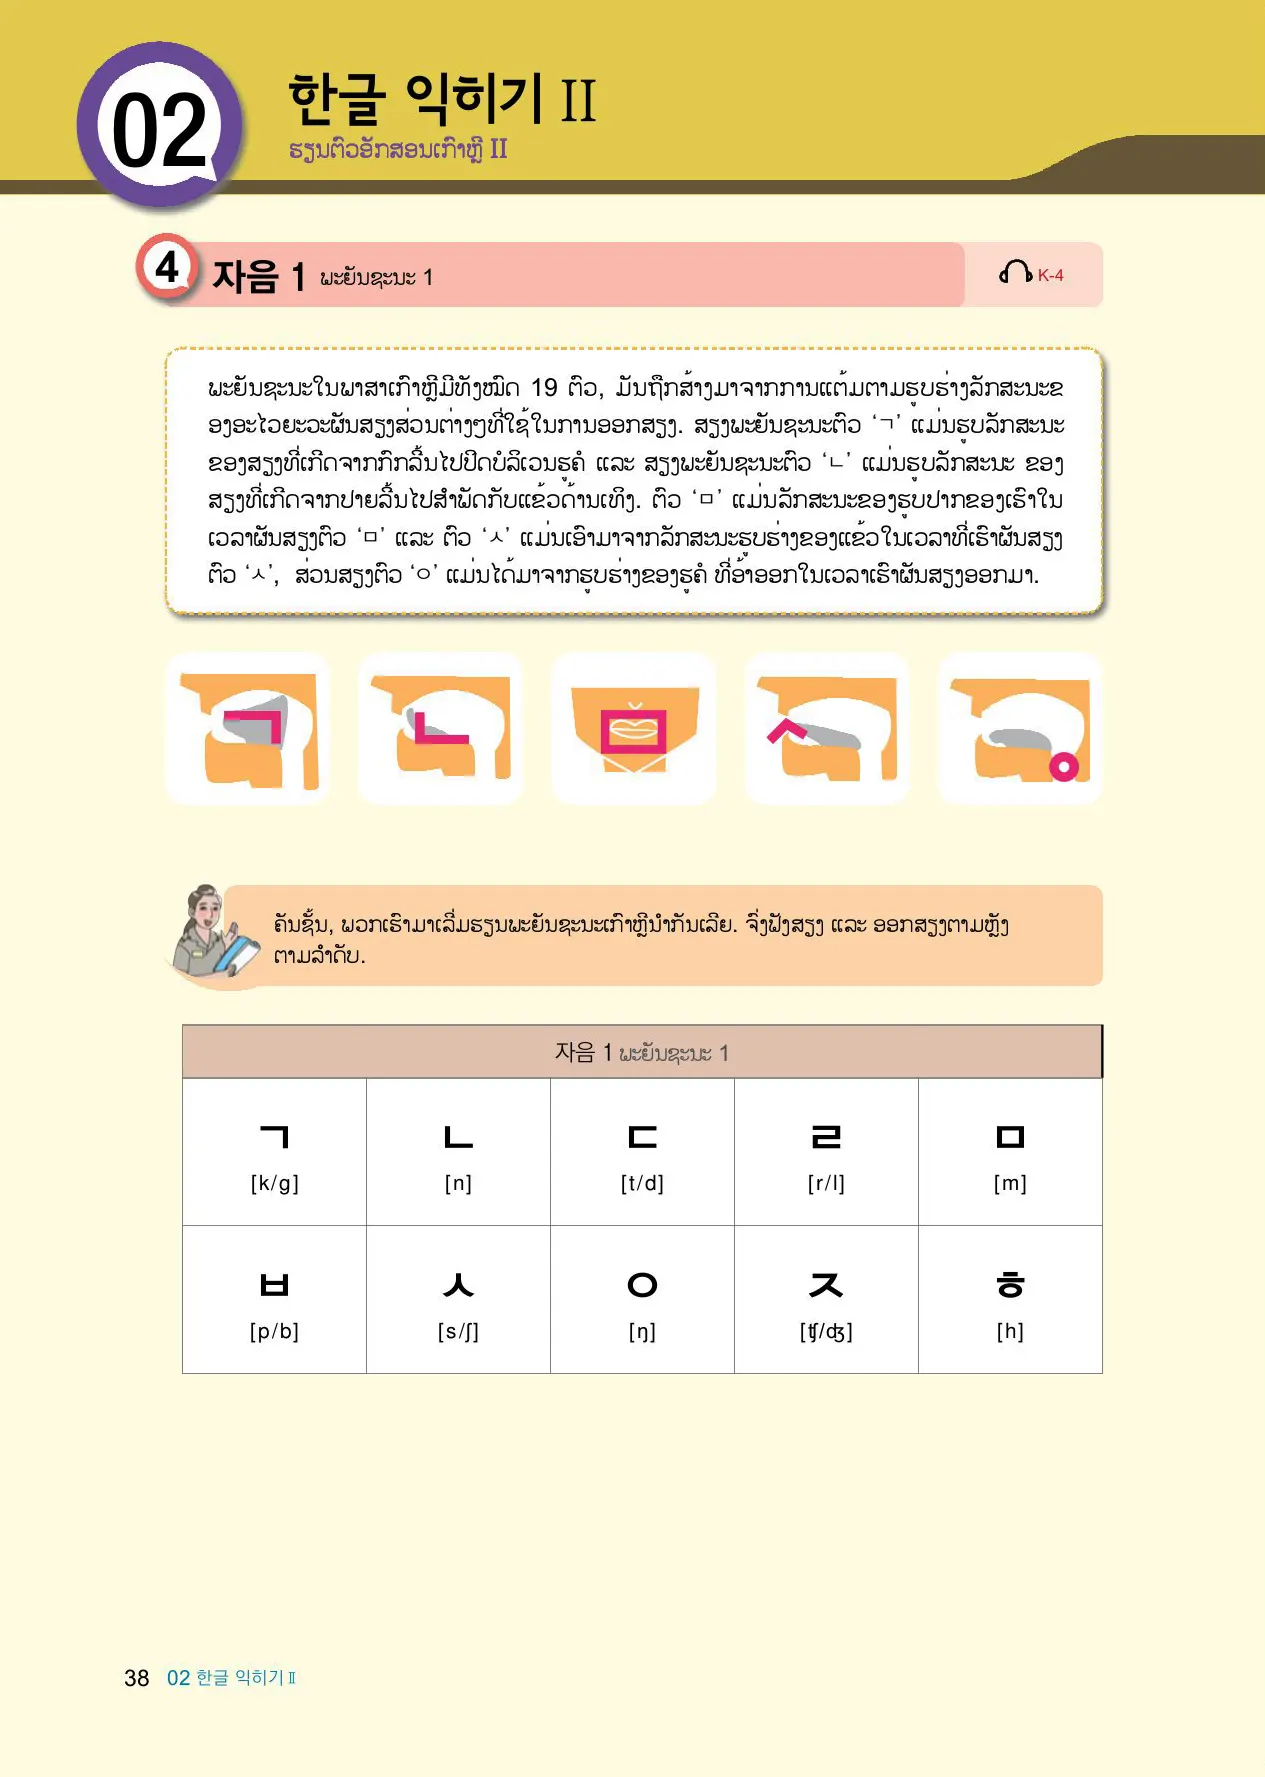 02
한글 익히기 II
ຮຽນຕົວອັກສອນເກົາຫຼີ II
4 자음 1 ພະຍັນຊະນະ 1
K-4
ພະຍັນຊະນະໃນພາສາເກົາຫຼີມີທັງໝົດ 19 ຕົວ, ມັນຖືກສ້າງມາຈາກການແຕ້ມຕາມຮູບຮ່າງລັກສະນະຂ
ອງອະໄວຍະວະຜັນສຽງສ່ວນຕ່າງໆທີ່ໃຊ້ໃນການອອກສຽງ. ສຽງພະຍັນຊະນະຕົວ ‘ㄱ’ ແມ່ນຮູບລັກສະນະ
ຂອງສຽງທີ່ເກີດຈາກກົກລີ້ນໄປປິດບໍລິເວນຮູຄໍ ແລະ ສຽງພະຍັນຊະນະຕົວ ‘ㄴ’ ແມ່ນຮູບລັກສະນະ ຂອງ
ສຽງທີ່ເກີດຈາກປາຍລີ້ນໄປສຳພັດກັບແຂ້ວດ້ານເທິງ. ຕົວ ‘ㅁ’ ແມ່ນລັກສະນະຂອງຮູບປາກຂອງເຮົາໃນ
ເວລາຜັນສຽງຕົວ ‘ㅁ’ ແລະ ຕົວ ‘ㅅ’ ແມ່ນເອົາມາຈາກລັກສະນະຮູບຮ່າງຂອງແຂ້ວໃນເວລາທີ່ເຮົາຜັນສຽງ
ຕົວ ‘ㅅ’, ສ່ວນສຽງຕົວ ‘ㅇ’ ແມ່ນໄດ້ມາຈາກຮູບຮ່າງຂອງຮູຄໍ ທີ່ອ້າອອກໃນເວລາເຮົາຜັນສຽງອອກມາ.
ㄱ ㄴ ㅁ ㅅ ㅇ
ຄັນຊັ້ນ, ພວກເຮົາມາເລີ່ມຮຽນພະຍັນຊະນະເກົາຫຼີນຳກັນເລີຍ. ຈົ່ງຟັງສຽງ ແລະ ອອກສຽງຕາມຫຼັງ
ຕາມລຳດັບ.
자음 1 ພະຍັນຊະນະ 1
ㄱ ㄴ ㄷ ㄹ ㅁ
[k/g] [n] [t/d] [r/l] [m]
ㅂ ㅅ ㅇ ㅈ ㅎ
[p/b] [s/ʃ] [ŋ] [ʧ/ʤ] [h]
38 02 한글 익히기 II